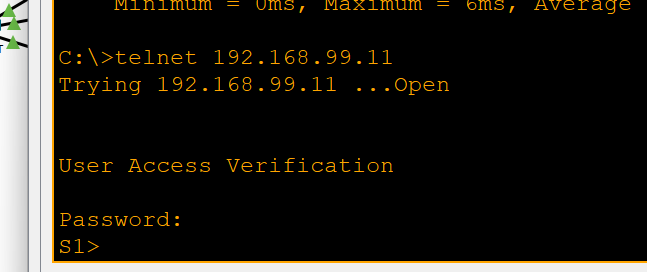 Minimum = 0ms, Maximum = 6ms, Average
C:\>telnet 192.168.99.11
Trying 192.168.99.11 ...Open
User Access Verification
Password:
S1>